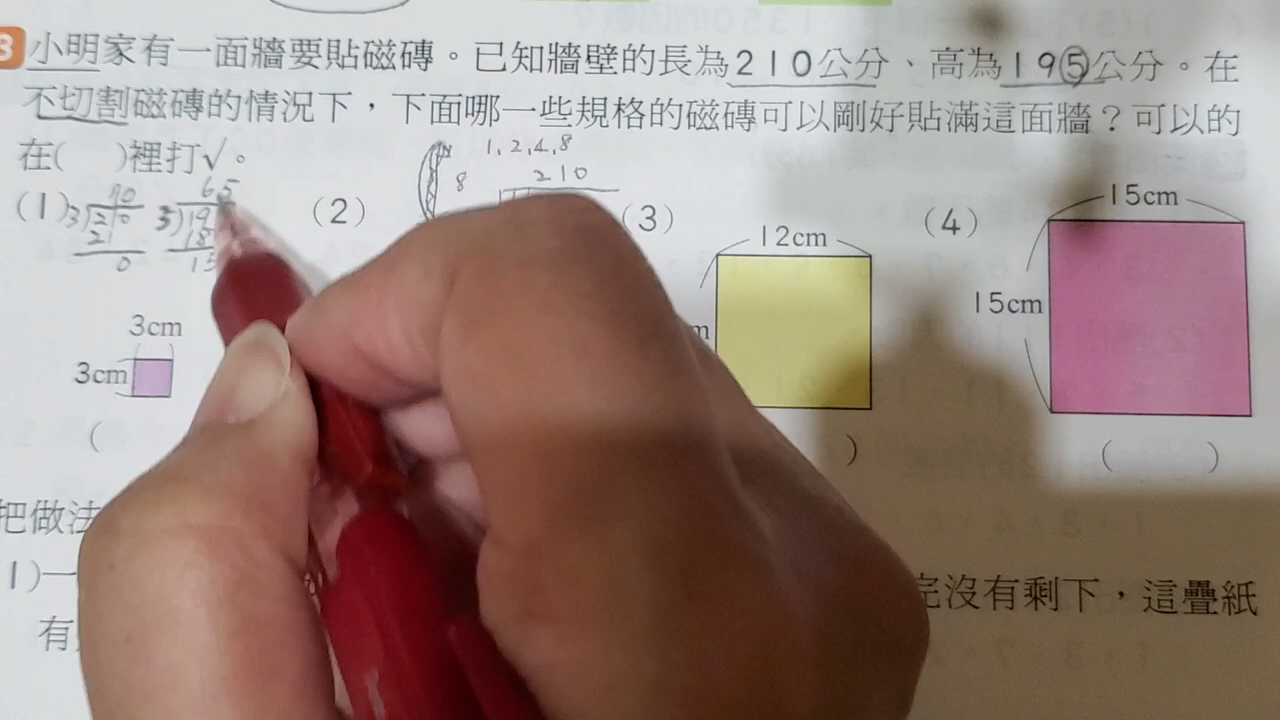 小明家有一面牆要貼磁磚。已知牆壁的長為210公分、高為195公分。在
不切割磁磚的情況下，下面哪一些規格的磁磚可以剛好貼滿這面牆？可以的
在( )裡打√。
1,2,4,8
8
210
(1)
70
3)210
21
0
65
3)19
18
15
(2)
(3)
12cm
(4)
15cm
15cm
3cm
3cm
(
)
( )
把做法
1)一
完沒有剩下，這疊紙
有